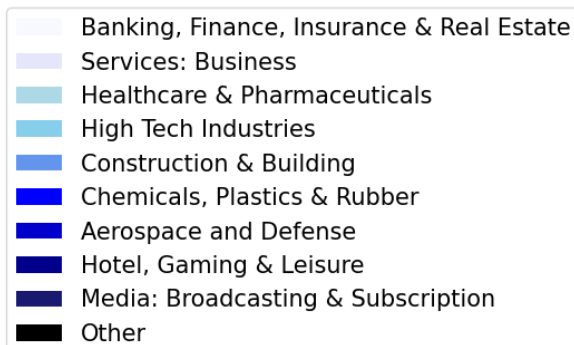 Banking, Finance, Insurance & Real Estate
Services: Business
Healthcare & Pharmaceuticals
High Tech Industries
Construction & Building
Chemicals, Plastics & Rubber
Aerospace and Defense
Hotel, Gaming & Leisure
Media: Broadcasting & Subscription
Other